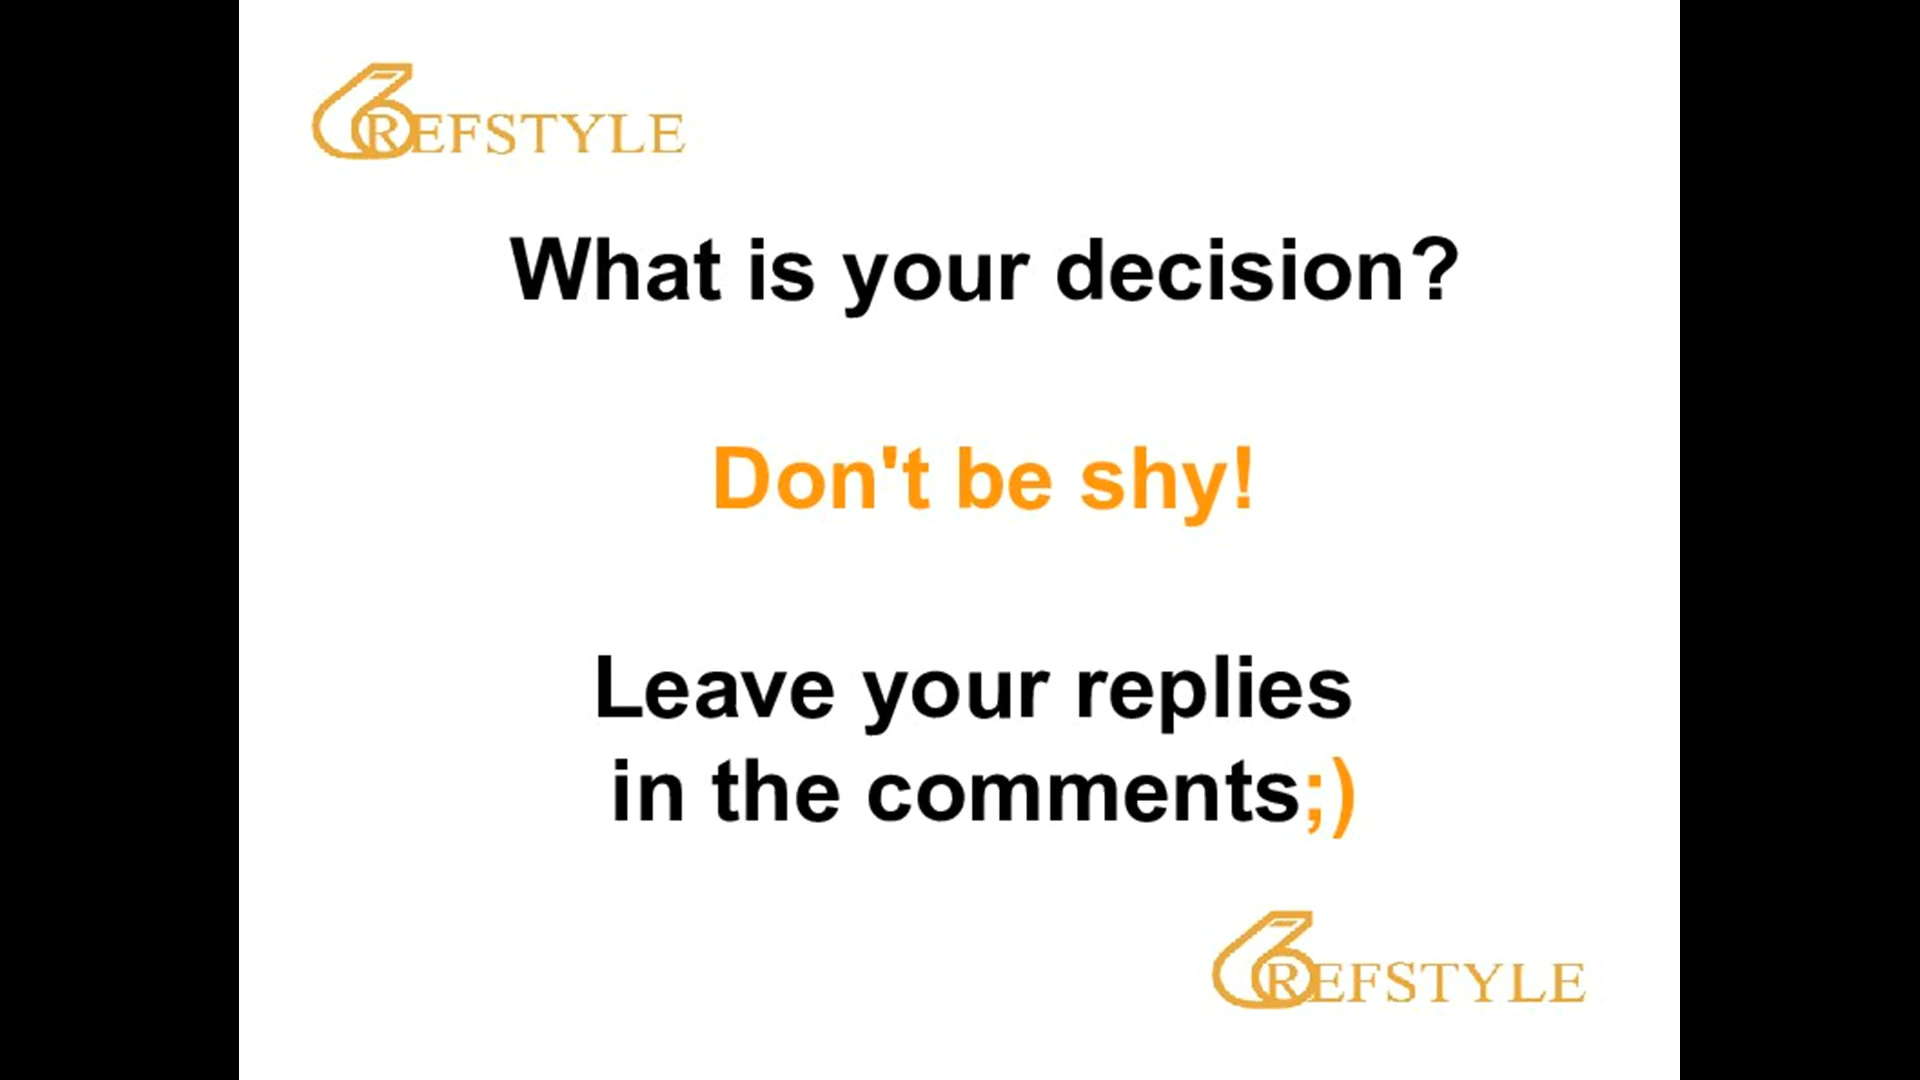 REFSTYLE
What is your decision?
Don't be shy!
Leave your replies
in the comments;)
REFSTYLE